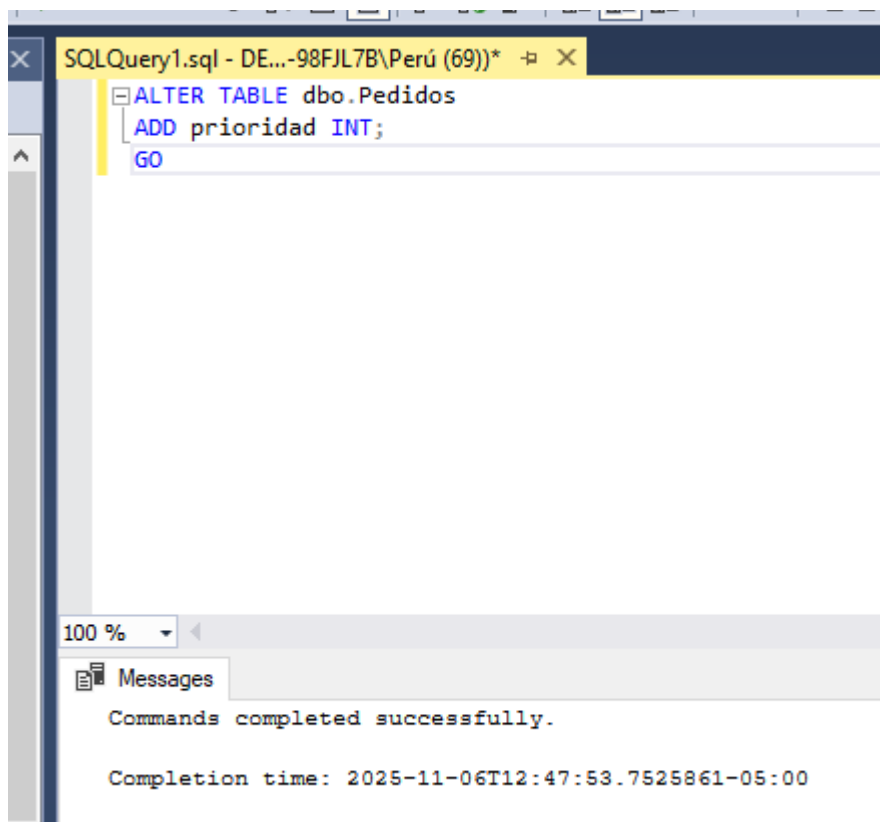 SQLQuery1.sql - DE...-98FJL7B\Perú (69))*
ALTER TABLE dbo.Pedidos
ADD prioridad INT;
GO
100 %
Messages
Commands completed successfully.
Completion time: 2025-11-06T12:47:53.7525861-05:00